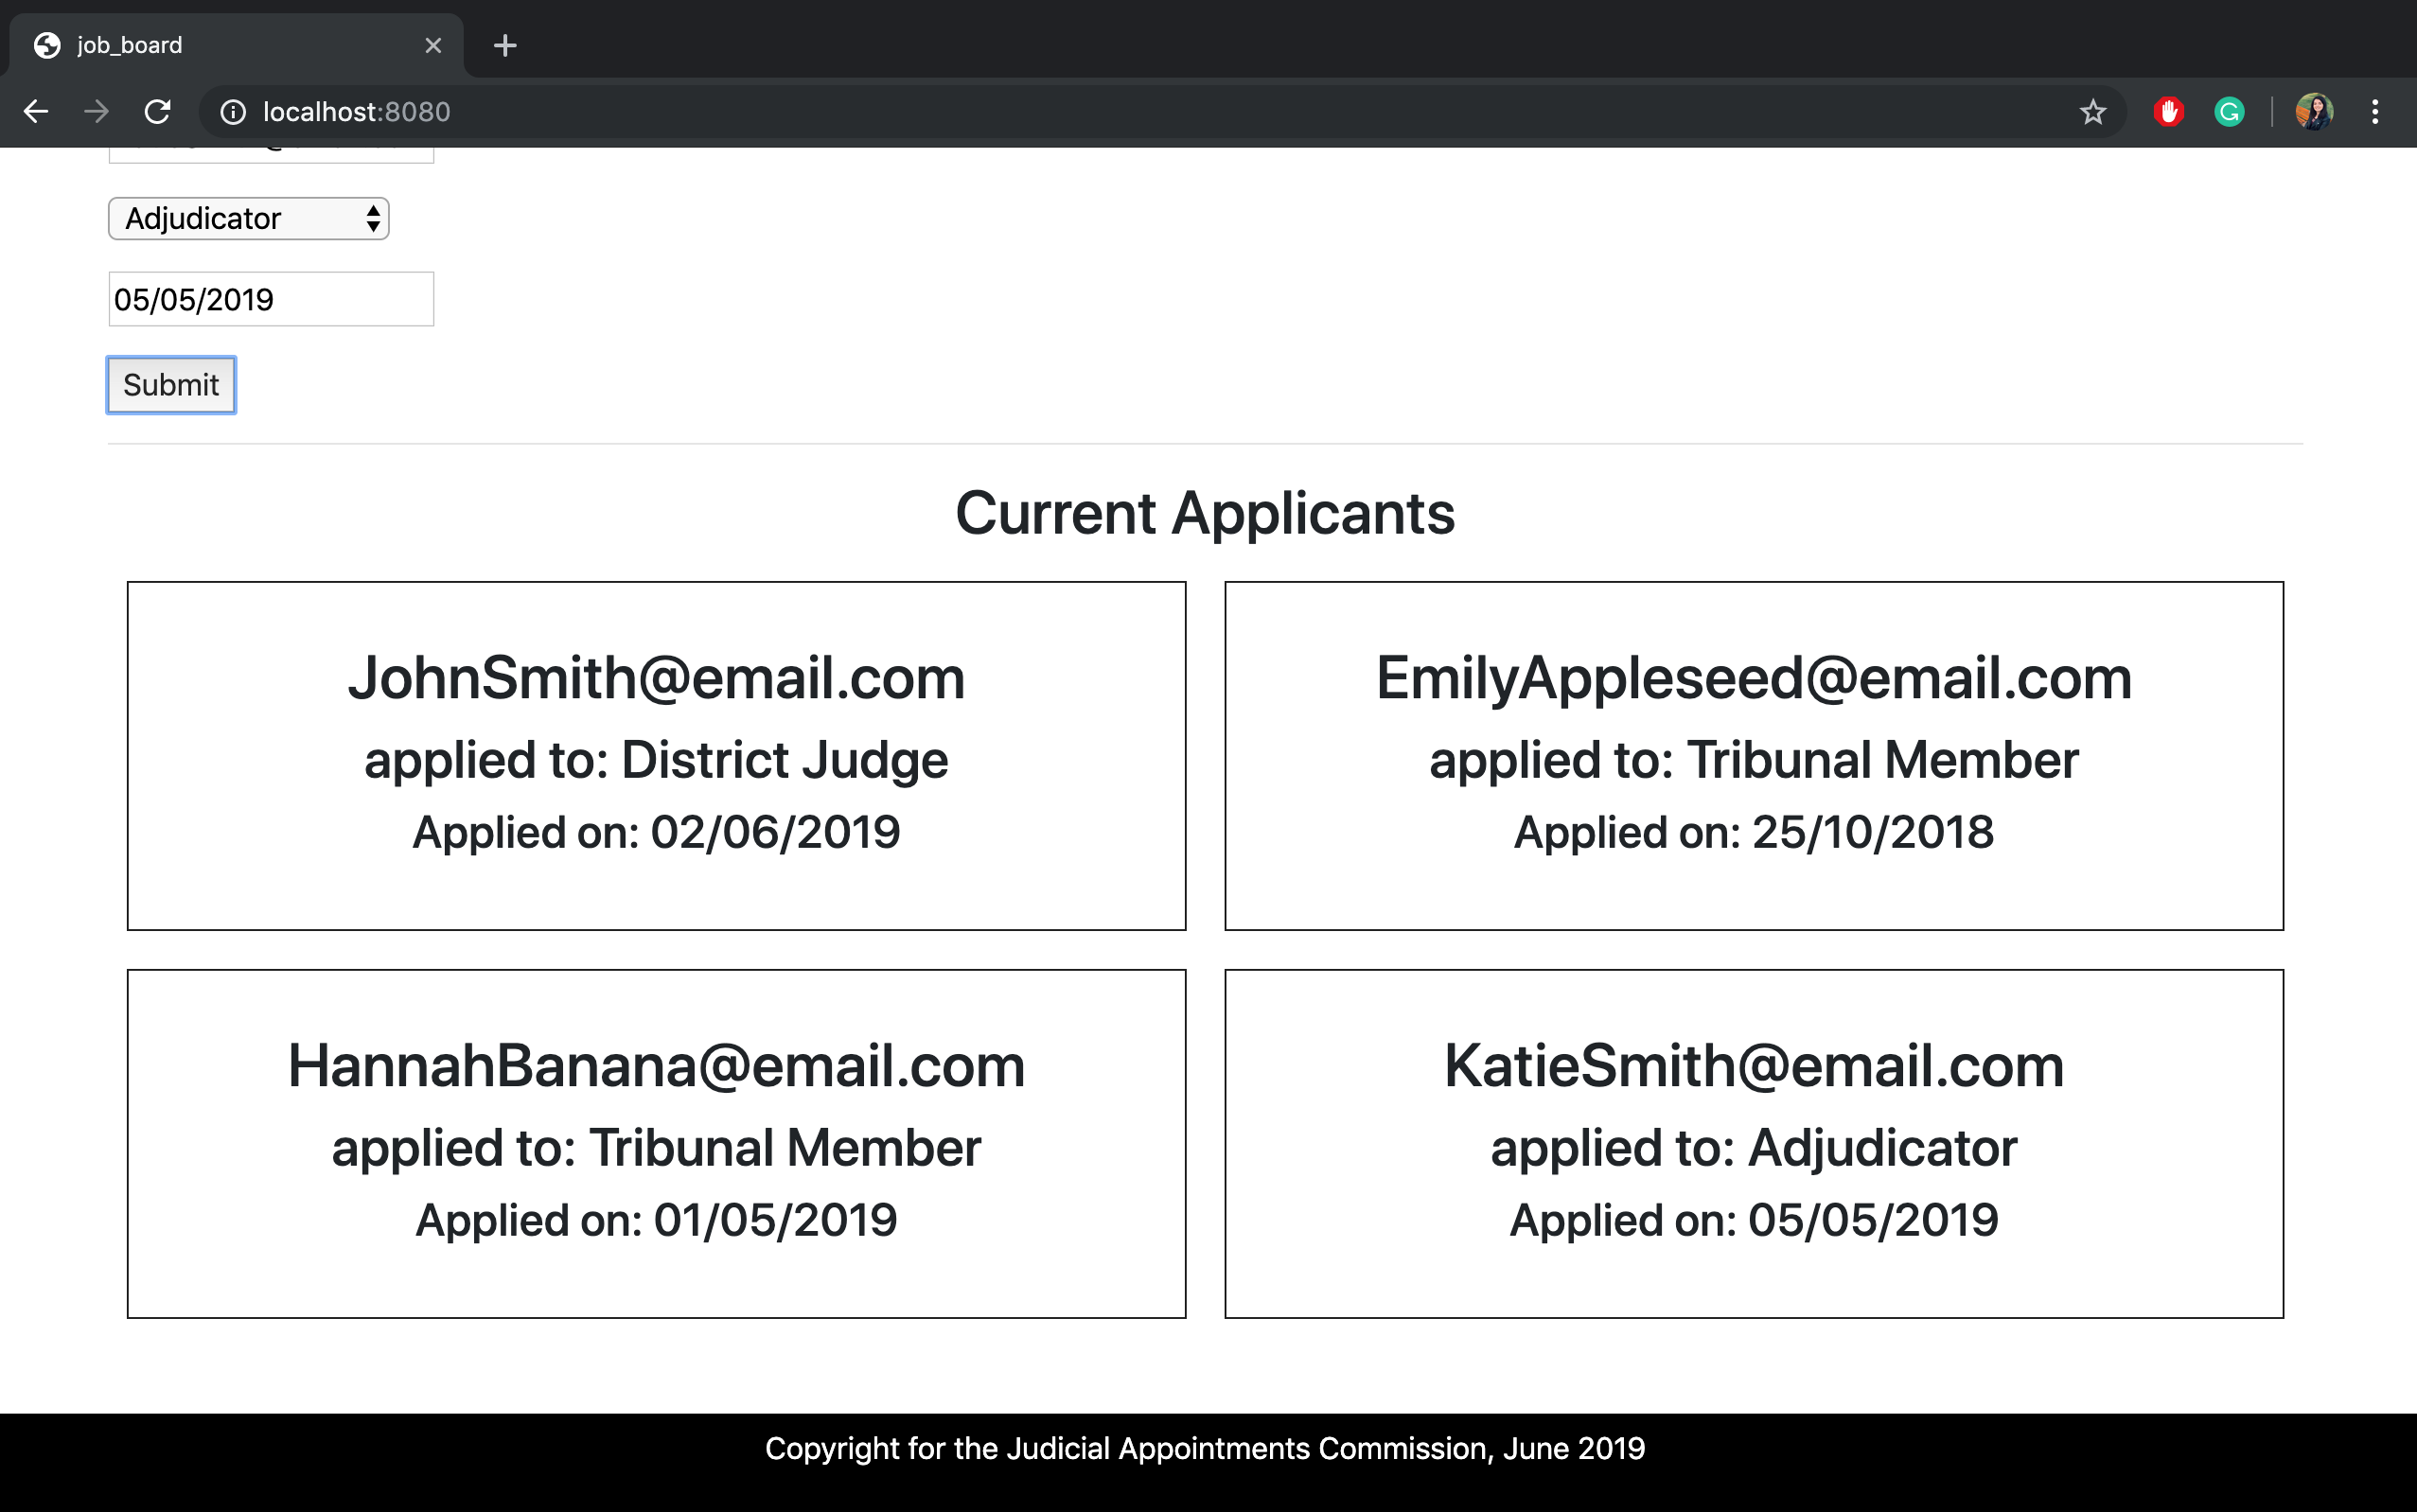 job_board
localhost:8080
Adjudicator
05/05/2019
Submit
Current Applicants
JohnSmith@email.com
applied to: District Judge
Applied on: 02/06/2019
EmilyAppleseed@email.com
applied to: Tribunal Member
Applied on: 25/10/2018
HannahBanana@email.com
applied to: Tribunal Member
Applied on: 01/05/2019
KatieSmith@email.com
applied to: Adjudicator
Applied on: 05/05/2019
Copyright for the Judicial Appointments Commission, June 2019